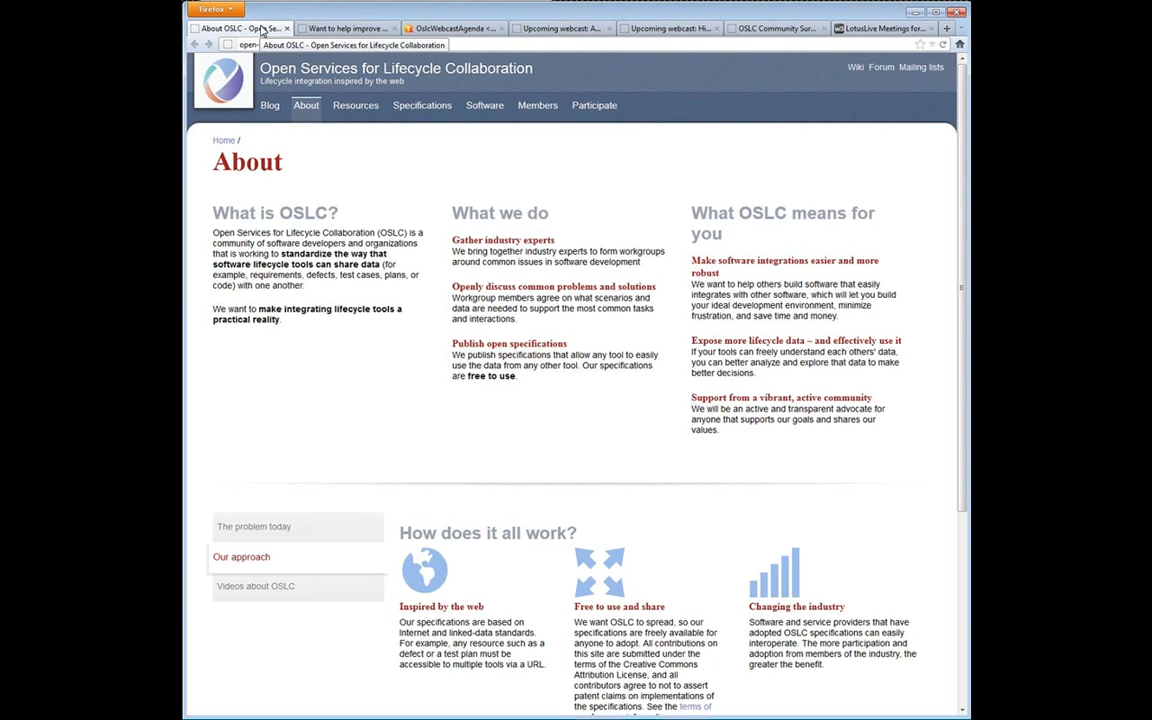 Firefox
About OSLC - Open Se...
Want to help improve ...
OslcWebcastAgenda <...
Upcoming webcast: A...
Upcoming webcast: Hi...
OSLC Community Sur...
LotusLive Meetings for...
open-
About OSLC - Open Services for Lifecycle Collaboration
Open Services for Lifecycle Collaboration
Lifecycle integration inspired by the web
Wiki Forum Mailing lists
Blog About Resources Specifications Software Members Participate
Home /
About
What is OSLC?
Open Services for Lifecycle Collaboration (OSLC) is a
community of software developers and organizations
that is working to standardize the way that
software lifecycle tools can share data (for
example, requirements, defects, test cases, plans, or
code) with one another.
We want to make integrating lifecycle tools a
practical reality.
What we do
Gather industry experts
We bring together industry experts to form workgroups
around common issues in software development
Openly discuss common problems and solutions
Workgroup members agree on what scenarios and
data are needed to support the most common tasks
and interactions.
Publish open specifications
We publish specifications that allow any tool to easily
use the data from any other tool. Our specifications
are free to use.
What OSLC means for
you
Make software integrations easier and more
robust
We want to help others build software that easily
integrates with other software, which will let you build
your ideal development environment, minimize
frustration, and save time and money.
Expose more lifecycle data – and effectively use it
If your tools can freely understand each others' data,
you can better analyze and explore that data to make
better decisions.
Support from a vibrant, active community
We will be an active and transparent advocate for
anyone that supports our goals and shares our
values.
The problem today
Our approach
Videos about OSLC
How does it all work?
Inspired by the web
Our specifications are based on
Internet and linked-data standards.
For example, any resource such as a
defect or a test plan must be
accessible to multiple tools via a URL.
Free to use and share
We want OSLC to spread, so our
specifications are freely available for
anyone to adopt. All contributions on
this site are submitted under the
terms of the Creative Commons
Attribution License, and all
contributors agree to not to assert
patent claims on implementations of
the specifications. See the terms of
Changing the industry
Software and service providers that have
adopted OSLC specifications can easily
interoperate. The more participation and
adoption from members of the industry, the
greater the benefit.